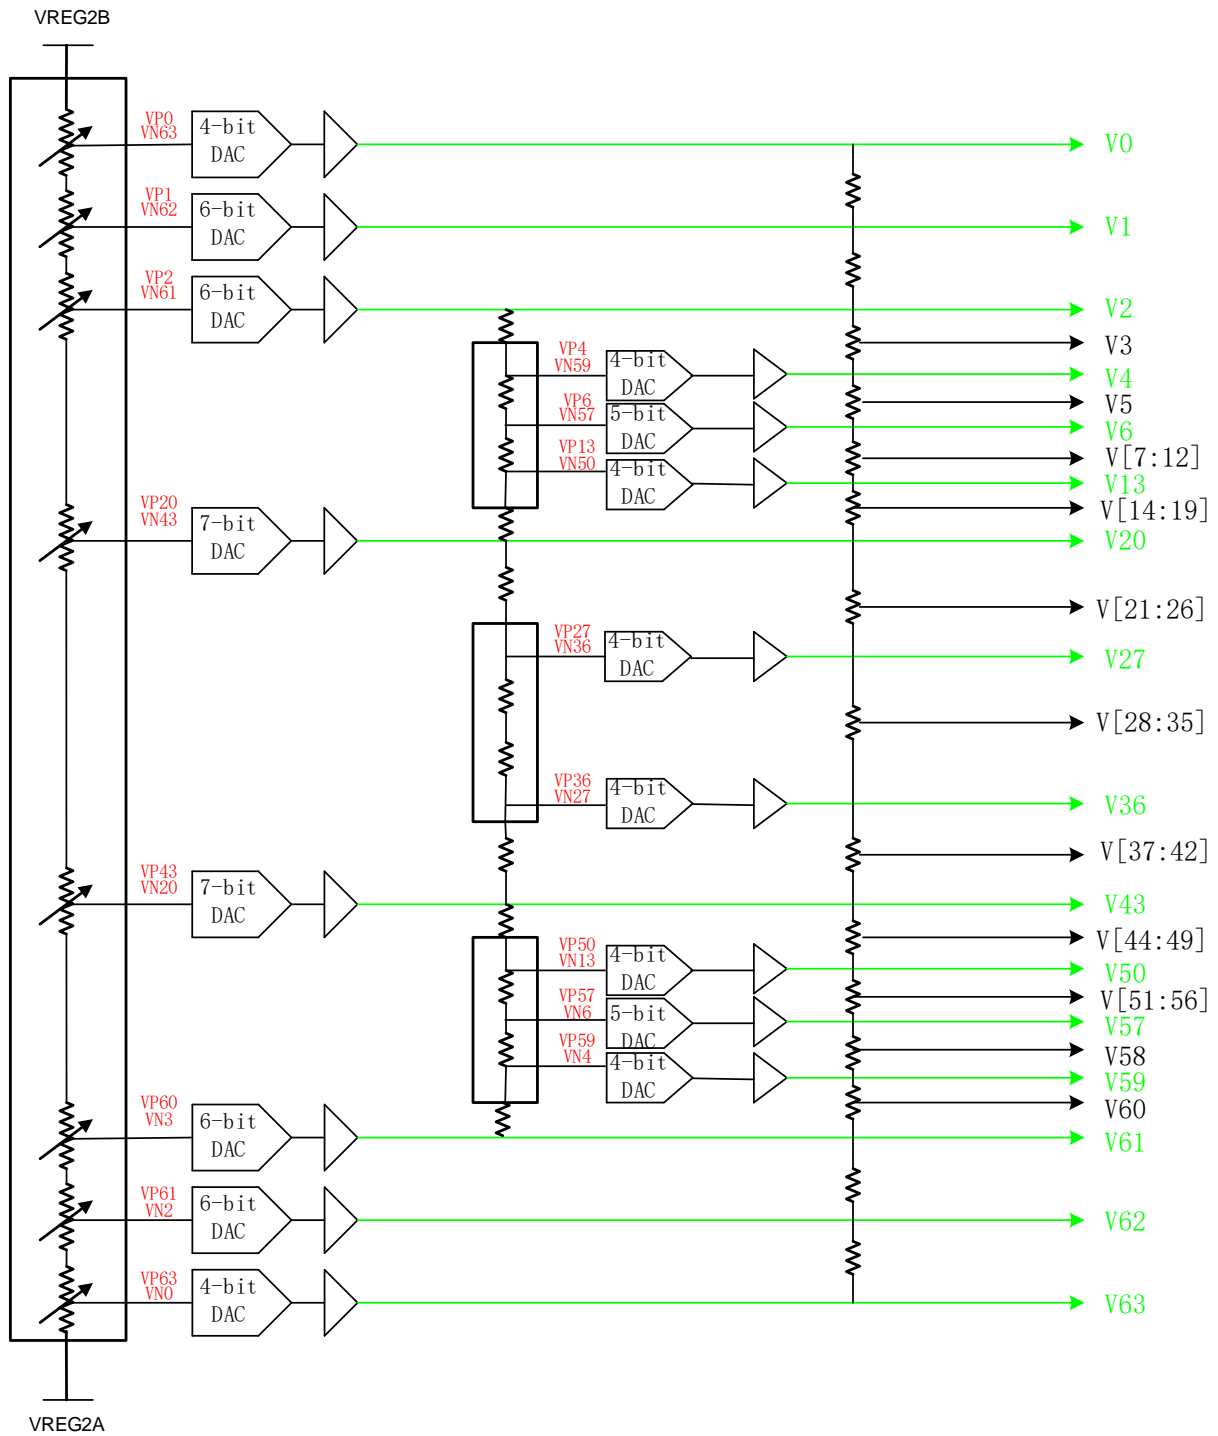 VREG2B
VP0
VN63
4-bit
DAC
V0
VP1
VN62
6-bit
DAC
V1
VP2
VN61
6-bit
DAC
V2
V3
VP4
VN59
4-bit
DAC
V4
V5
VP6
VN57
5-bit
DAC
V6
V[7:12]
VP13
VN50
4-bit
DAC
V13
V[14:19]
VP20
VN43
7-bit
DAC
V20
V[21:26]
VP27
VN36
4-bit
DAC
V27
V[28:35]
VP36
VN27
4-bit
DAC
V36
V[37:42]
VP43
VN20
7-bit
DAC
V43
V[44:49]
VP50
VN13
4-bit
DAC
V50
V[51:56]
VP57
VN6
5-bit
DAC
V57
V58
VP59
VN4
4-bit
DAC
V59
V60
VP60
VN3
6-bit
DAC
V61
VP61
VN2
6-bit
DAC
V62
VP63
VN0
4-bit
DAC
V63
VREG2A